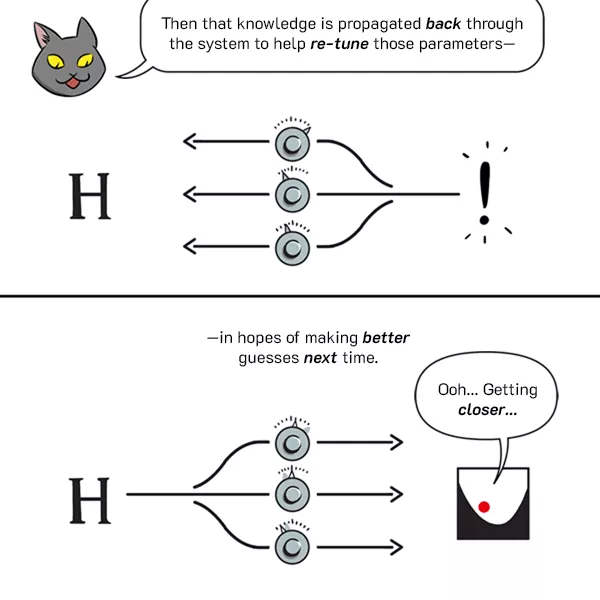 Then that knowledge is propagated back through
the system to help re-tune those parameters—
H
!
—in hopes of making better
guesses next time.
Ooh... Getting
closer...
H